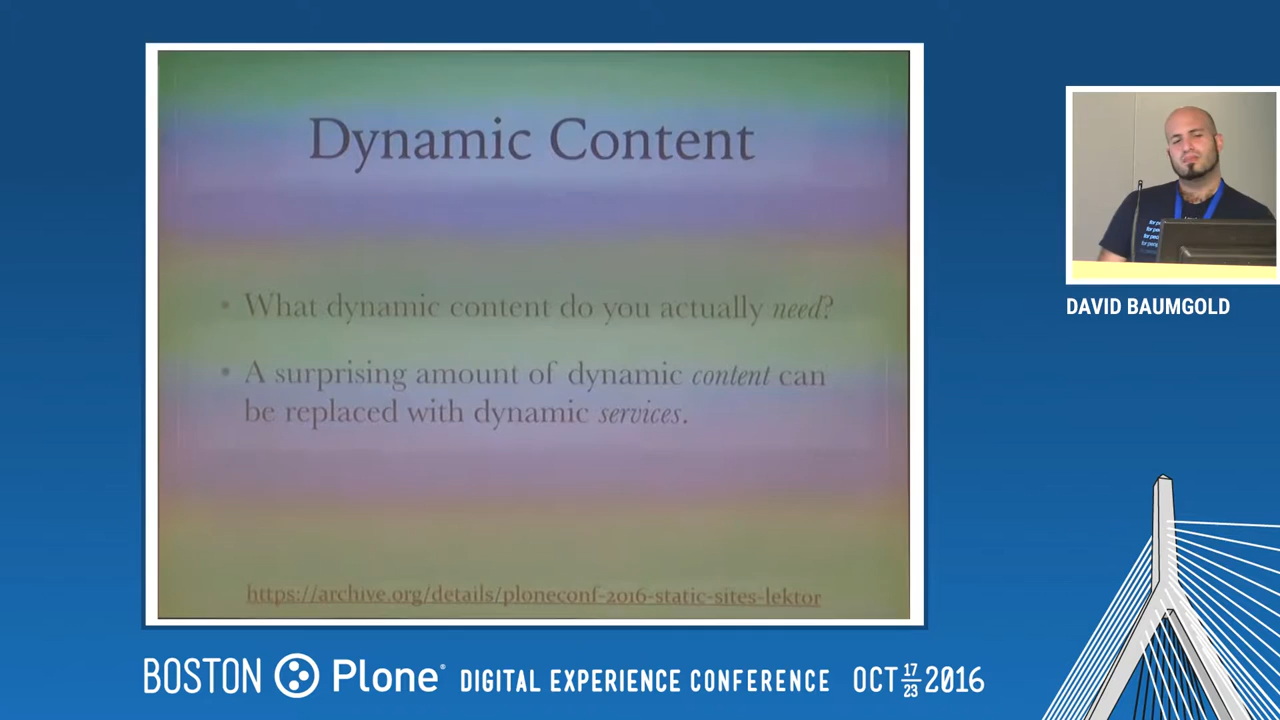 Dynamic Content
• What dynamic content do you actually need?
• A surprising amount of dynamic content can
be replaced with dynamic services.
https://archive.org/details/ploneconf-2016-static-sites-lektor
DAVID BAUMGOLD
BOSTON Plone® DIGITAL EXPERIENCE CONFERENCE OCT 17 23 2016